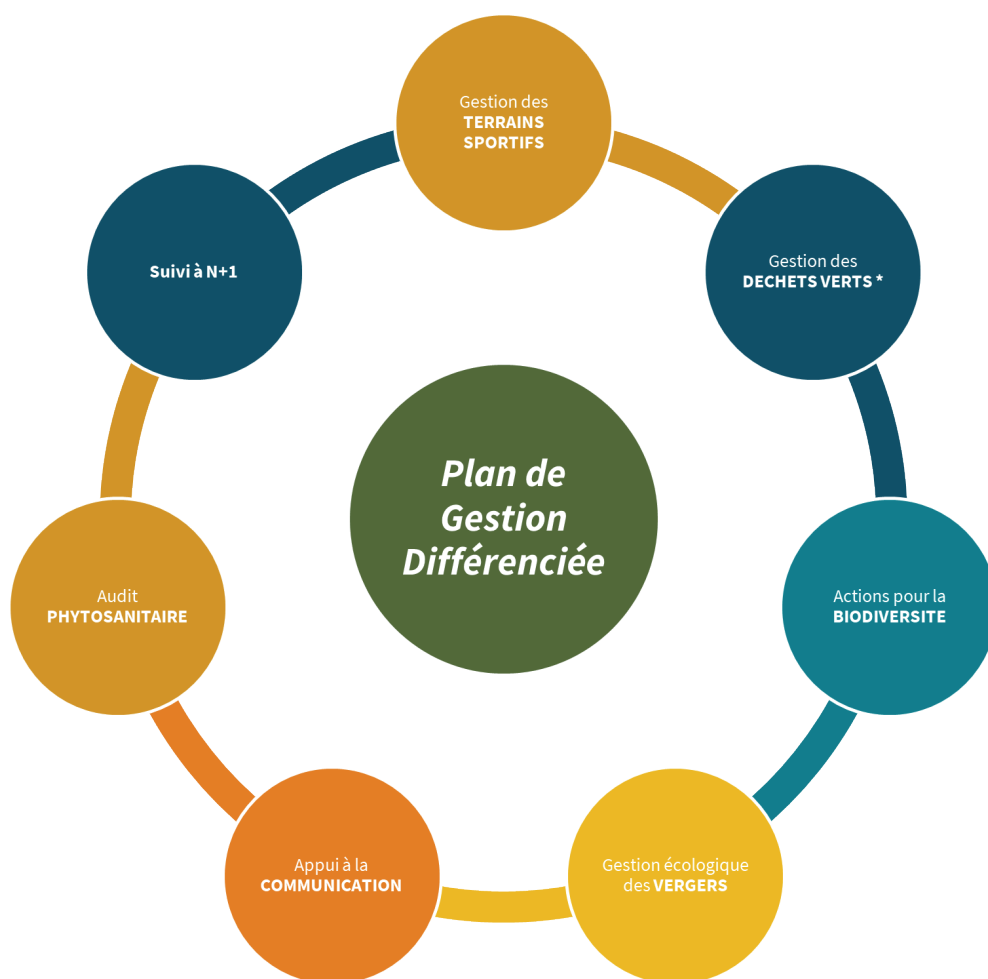 Gestion des
TERRAINS
SPORTIFS
Gestion des
DECHETS VERTS *
Actions pour la
BIODIVERSITE
Gestion écologique
des VERGERS
Appui à la
COMMUNICATION
Audit
PHYTOSANITAIRE
Suivi à N+1
Plan de
Gestion
Différenciée